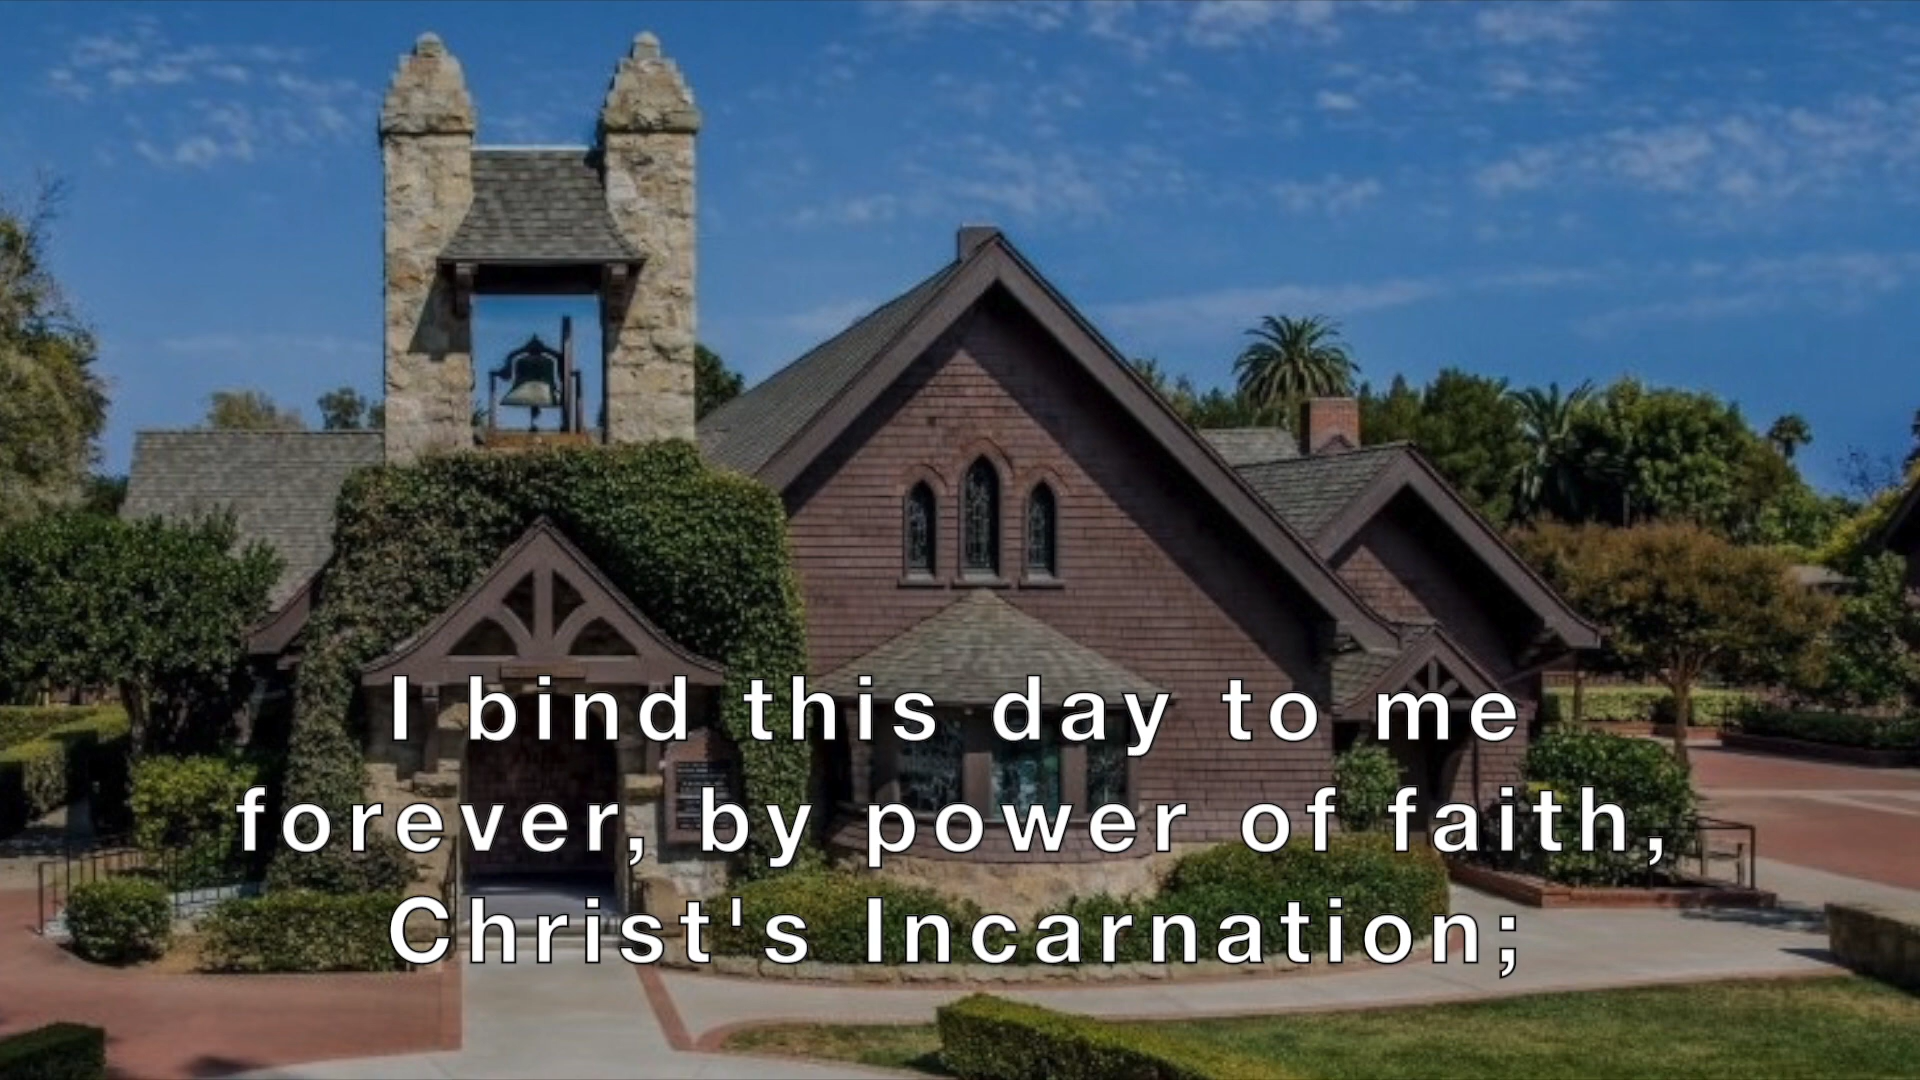 I bind this day to me
forever, by power of faith,
Christ's Incarnation;